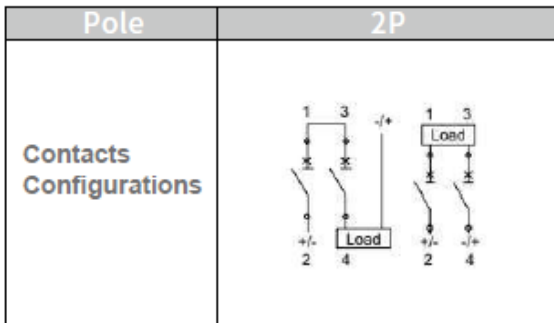 Pole 2P
Contacts
Configurations
1 3 -/+
Load
+/-
2 4
1 3
Load
+/- -/+
2 4